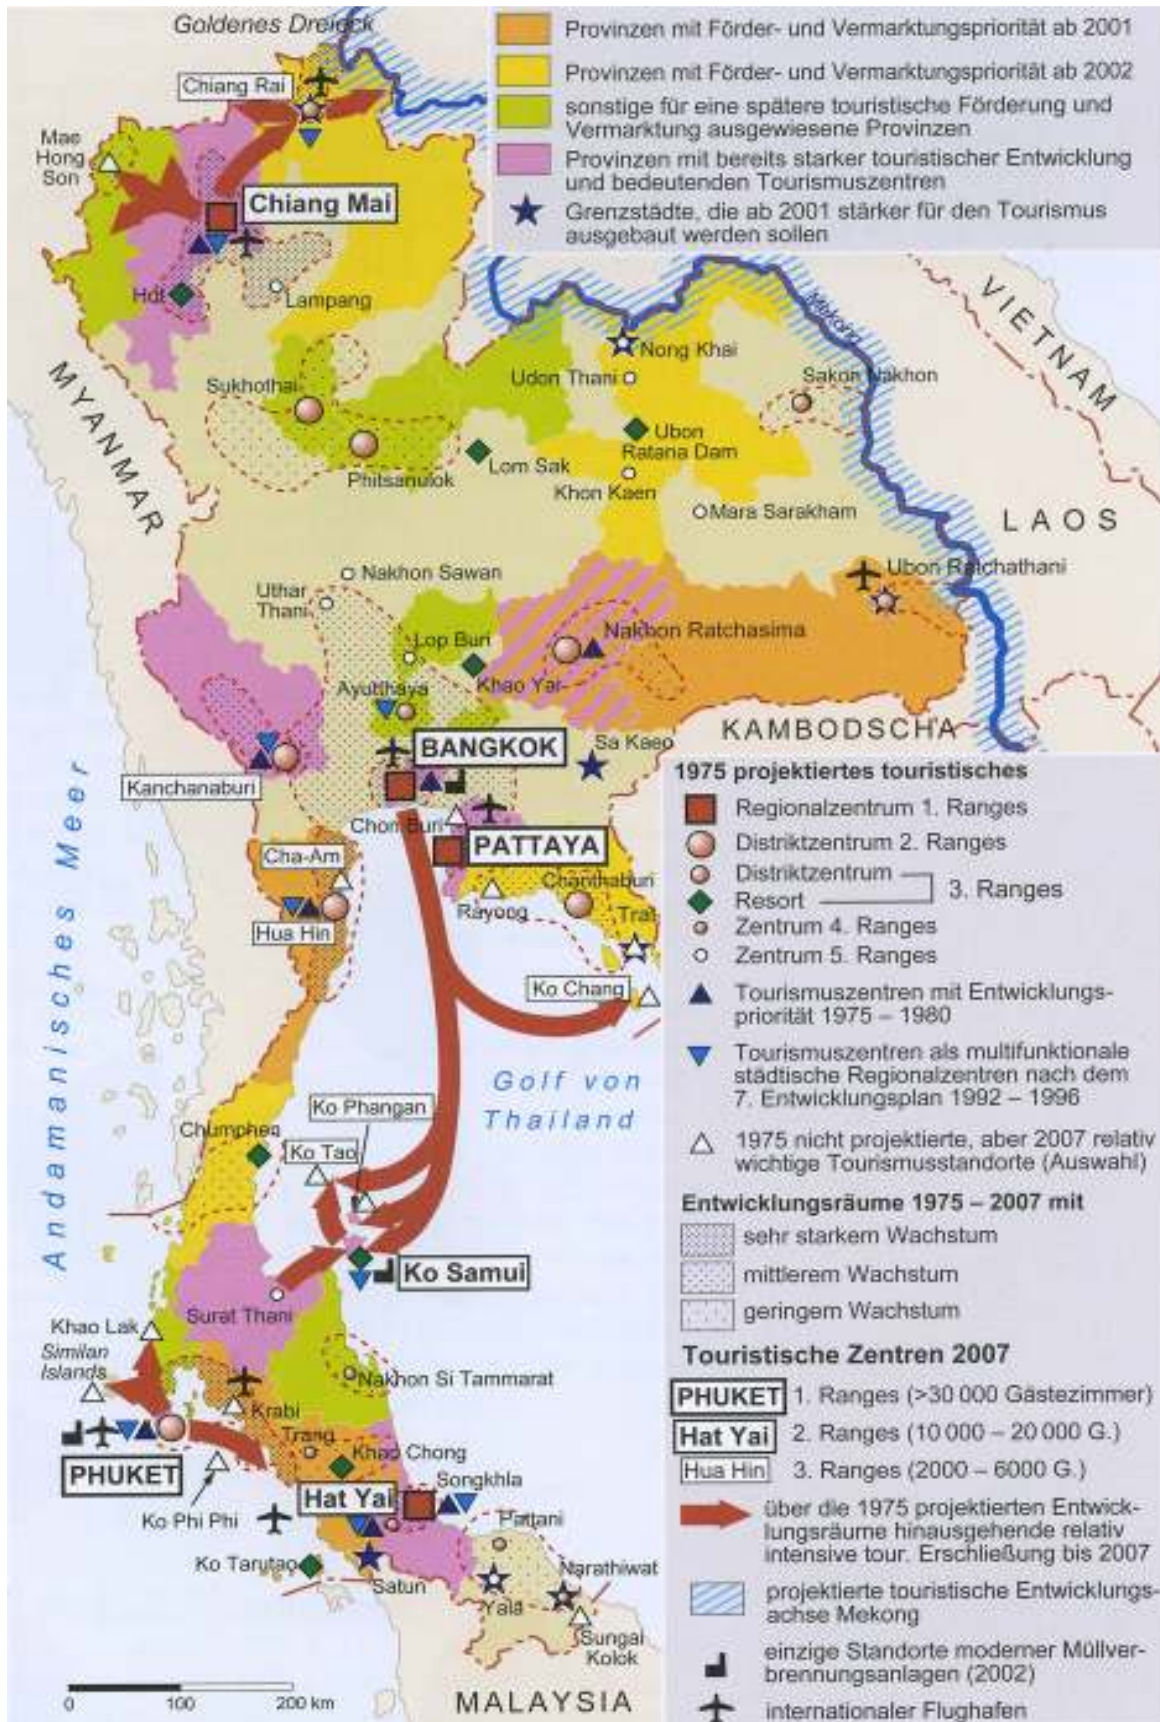 Goldenes Dreieck
Provinzen mit Förder- und Vermarktungspriorität ab 2001
Provinzen mit Förder- und Vermarktungspriorität ab 2002
sonstige für eine spätere touristische Förderung und
Vermarktung ausgewiesene Provinzen
Provinzen mit bereits starker touristischer Entwicklung
und bedeutenden Tourismuszentren
Grenzstädte, die ab 2001 stärker für den Tourismus
ausgebaut werden sollen
Chiang Rai
Mae
Hong
Son
Chiang Mai
Hot
Lampang
MYANMAR
VIETNAM
Mekong
LAOS
Nong Khai
Udon Thani
Sakon Nakhon
Sukhothai
Ubon
Ratana Dam
Lom Sak
Phitsanulok
Khon Kaen
Mara Sarakham
Ubon Ratchathani
Nakhon Sawan
Uthar
Thani
Lop Buri
Nakhon Ratchasima
Khao Yar
Ayutthaya
KAMBODSCHA
BANGKOK
Sa Kaeo
Kanchanaburi
Chon Buri
PATTAYA
Cha-Am
Chanthaburi
Rayong
Trat
Hua Hin
Ko Chang
Andamanisches Meer
Golf von
Thailand
Ko Phangan
Chumphen
Ko Tao
Ko Samui
Surat Thani
Khao Lak
Similan
Islands
Nakhon Si Tammarat
Krabi
Trang
Khao Chong
PHUKET
Hat Yai
Songkhla
Ko Phi Phi
Pattani
Ko Tarutao
Satun
Narathiwat
Yala
Sungai
Kolok
MALAYSIA
0 100 200 km
1975 projektiertes touristisches
Regionalzentrum 1. Ranges
Distriktzentrum 2. Ranges
Distriktzentrum
Resort
3. Ranges
Zentrum 4. Ranges
Zentrum 5. Ranges
Tourismuszentren mit Entwicklungs-
priorität 1975 – 1980
Tourismuszentren als multifunktionale
städtische Regionalzentren nach dem
7. Entwicklungsplan 1992 – 1996
1975 nicht projektierte, aber 2007 relativ
wichtige Tourismusstandorte (Auswahl)
Entwicklungsräume 1975 – 2007 mit
sehr starkem Wachstum
mittlerem Wachstum
geringem Wachstum
Touristische Zentren 2007
PHUKET 1. Ranges (>30 000 Gästezimmer)
Hat Yai 2. Ranges (10 000 – 20 000 G.)
Hua Hin 3. Ranges (2000 – 6000 G.)
über die 1975 projektierten Entwick-
lungsräume hinausgehende relativ
intensive tour. Erschließung bis 2007
projektierte touristische Entwicklungs-
achse Mekong
einzige Standorte moderner Müllver-
brennungsanlagen (2002)
internationaler Flughafen